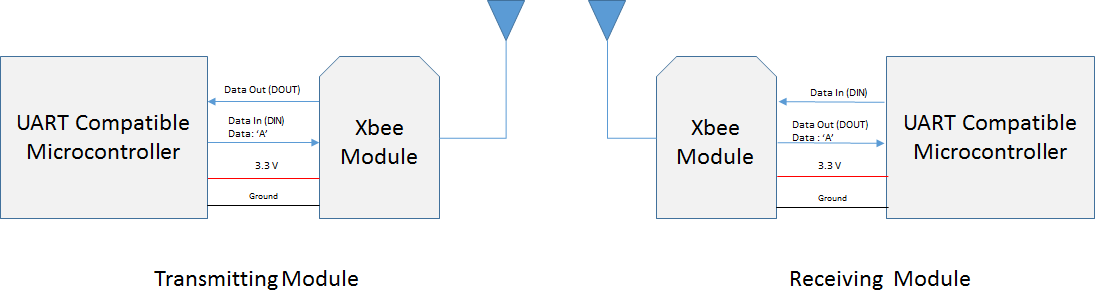 Data Out (DOUT)
UART Compatible
Microcontroller
Data In (DIN)
Data: ‘A’
3.3 V
Ground
Xbee
Module
Transmitting Module
Xbee
Module
Data In (DIN)
Data Out (DOUT)
Data : ‘A’
3.3 V
Ground
UART Compatible
Microcontroller
Receiving Module